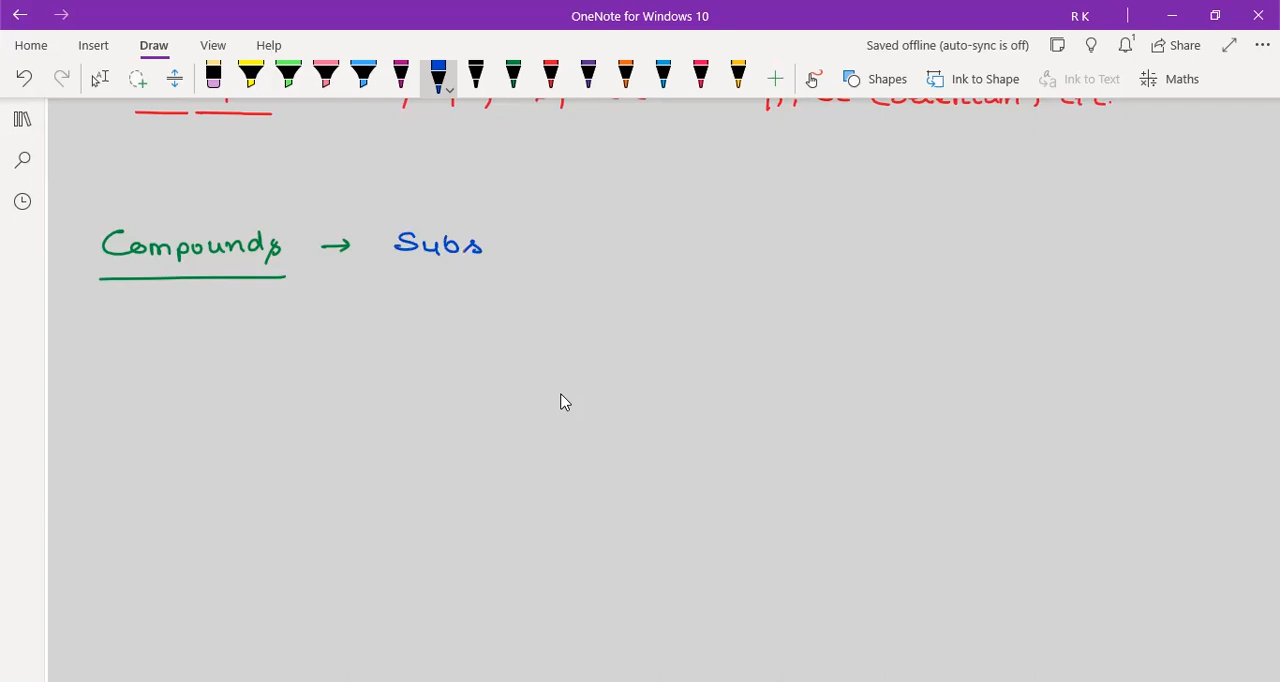 OneNote for Windows 10
R K
Home Insert Draw View Help
Saved offline (auto-sync is off) Share
Shapes Ink to Shape Ink to Text Maths
etc.
Compounds → Subs